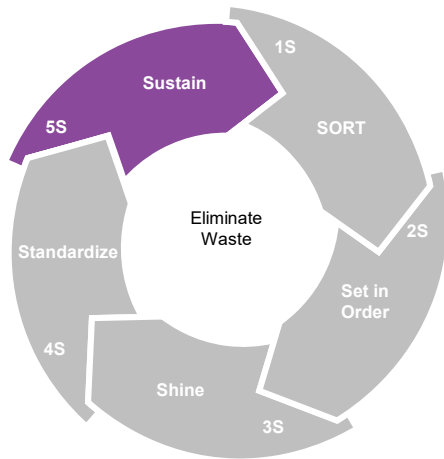 1S
SORT
2S
Set in
Order
3S
Shine
4S
Standardize
5S
Sustain
Eliminate
Waste